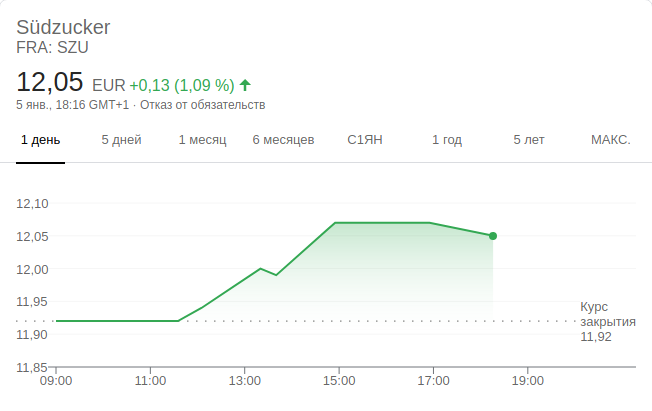 Südzucker
FRA: SZU
12,05 EUR +0,13 (1,09 %)
5 янв., 18:16 GMT+1 · Отказ от обязательств
1 день 5 дней 1 месяц 6 месяцев С1ЯН 1 год 5 лет МАКС.
12,10
12,05
12,00
11,95
11,90
11,85
Курс
закрытия
11,92
09:00 11:00 13:00 15:00 17:00 19:00